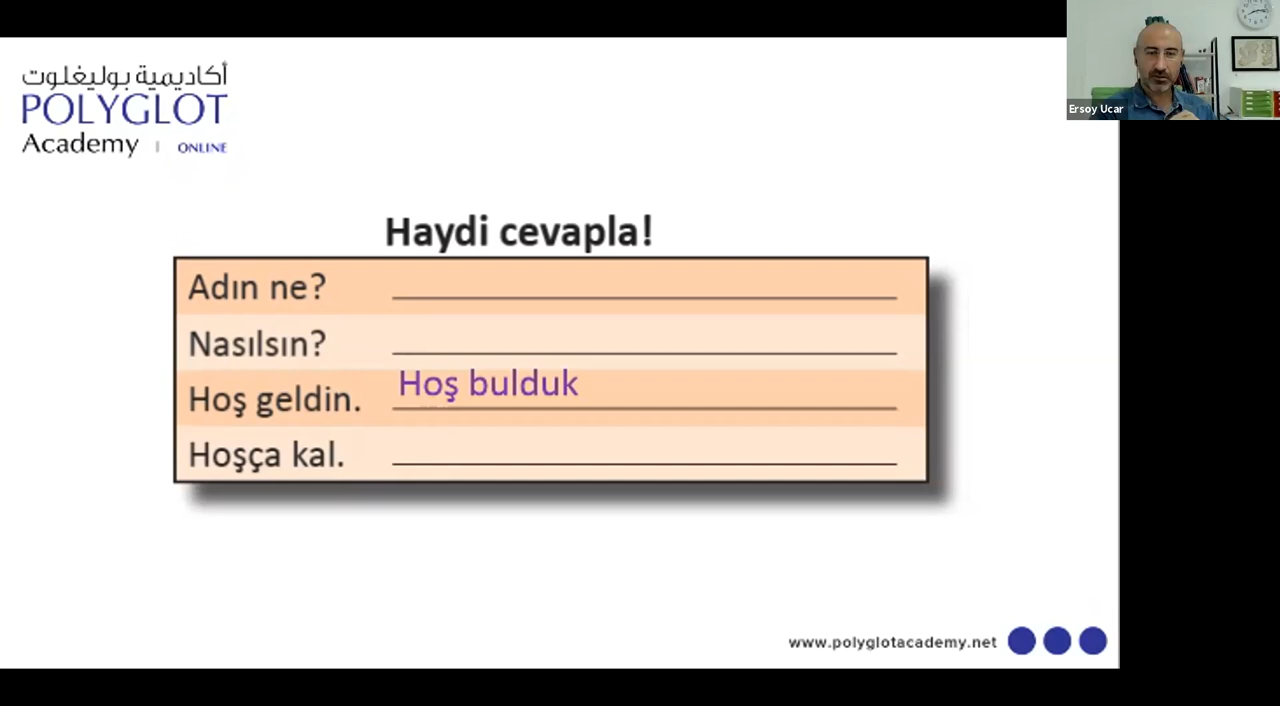 أكاديمية بوليغلوت
POLYGLOT
Academy | ONLINE
Ersoy Ucar
Haydi cevapla!
Adın ne?
Nasılsın?
Hoş geldin. Hoş bulduk
Hoşça kal.
www.polyglotacademy.net